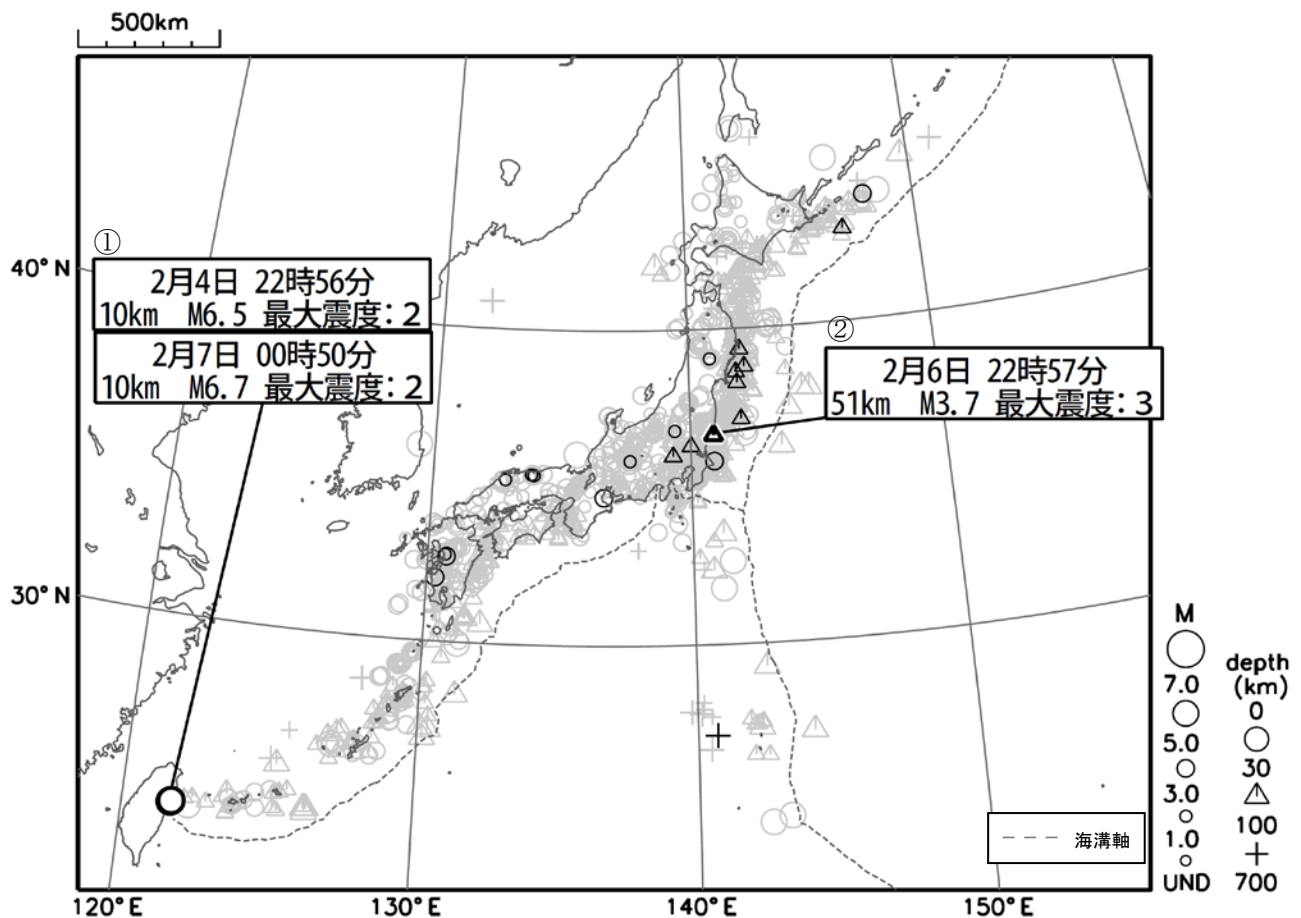 500km
①
2月4日 22時56分
10km M6.5 最大震度:2
2月7日 00時50分
10km M6.7 最大震度:2
②
2月6日 22時57分
51km M3.7 最大震度:3
40°N
30°N
120°E
130°E
140°E
150°E
海溝軸
M
7.0
5.0
3.0
1.0
UND
depth
(km)
0
30
100
700